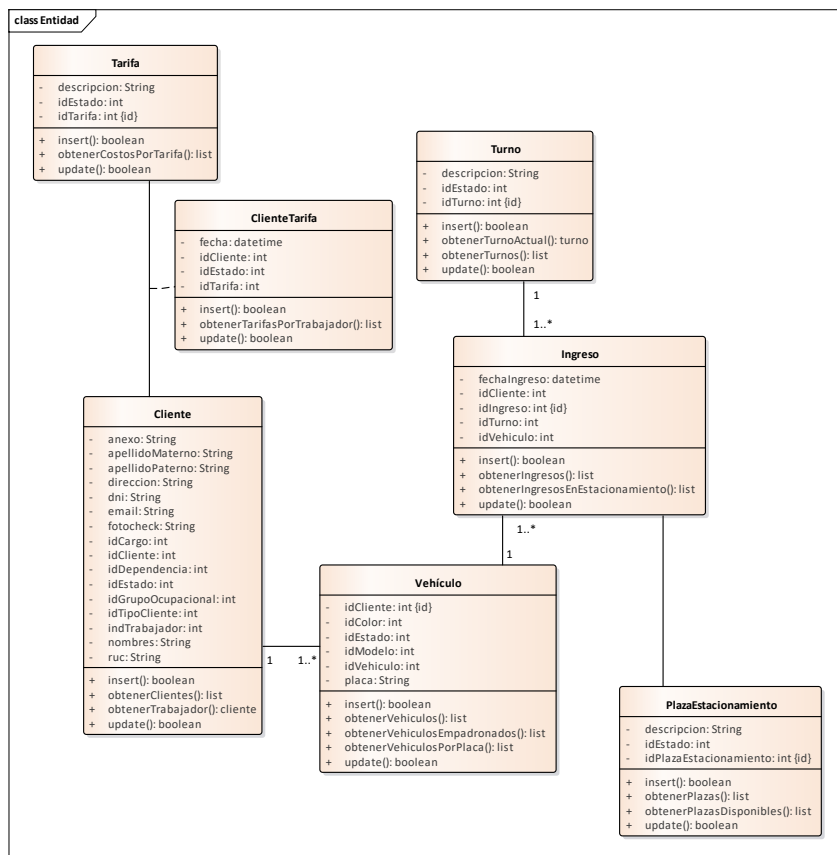 class Entidad
Tarifa
- descripcion: String
- idEstado: int
- idTarifa: int {id}
+ insert(): boolean
+ obtenerCostosPorTarifa(): list
+ update(): boolean
ClienteTarifa
- fecha: datetime
- idCliente: int
- idEstado: int
- idTarifa: int
+ insert(): boolean
+ obtenerTarifasPorTrabajador(): list
+ update(): boolean
Turno
- descripcion: String
- idEstado: int
- idTurno: int {id}
+ insert(): boolean
+ obtenerTurnoActual(): turno
+ obtenerTurnos(): list
+ update(): boolean
1
1..*
Ingreso
- fechaIngreso: datetime
- idCliente: int
- idIngreso: int {id}
- idTurno: int
- idVehiculo: int
+ insert(): boolean
+ obtenerIngresos(): list
+ obtenerIngresosEnEstacionamiento(): list
+ update(): boolean
1..*
1
Cliente
- anexo: String
- apellidoMaterno: String
- apellidoPaterno: String
- direccion: String
- dni: String
- email: String
- fotocheck: String
- idCargo: int
- idCliente: int
- idDependencia: int
- idEstado: int
- idGrupoOcupacional: int
- idTipoCliente: int
- indTrabajador: int
- nombres: String
- ruc: String
+ insert(): boolean
+ obtenerClientes(): list
+ obtenerTrabajador(): cliente
+ update(): boolean
1
1..*
Vehículo
- idCliente: int {id}
- idColor: int
- idEstado: int
- idModelo: int
- idVehiculo: int
- placa: String
+ insert(): boolean
+ obtenerVehiculos(): list
+ obtenerVehiculosEmpadronados(): list
+ obtenerVehiculosPorPlaca(): list
+ update(): boolean
PlazaEstacionamiento
- descripcion: String
- idEstado: int
- idPlazaEstacionamiento: int {id}
+ insert(): boolean
+ obtenerPlazas(): list
+ obtenerPlazasDisponibles(): list
+ update(): boolean